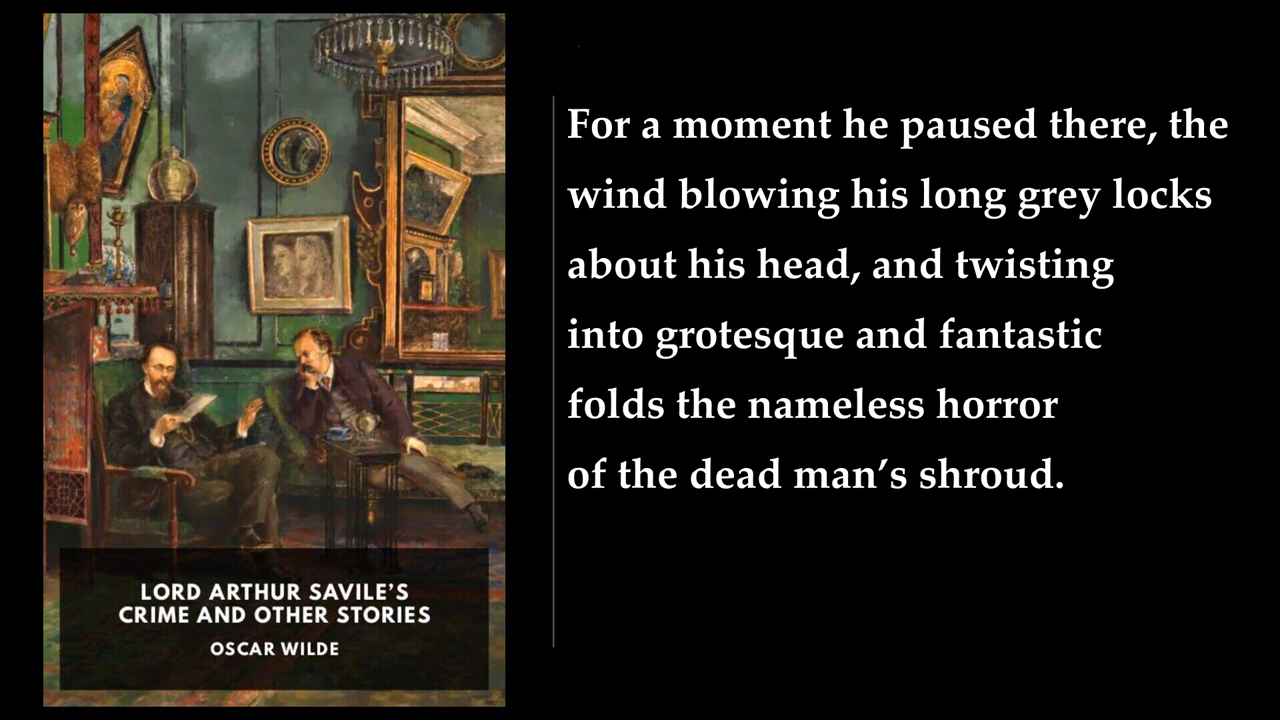 For a moment he paused there, the
wind blowing his long grey locks
about his head, and twisting
into grotesque and fantastic
folds the nameless horror
of the dead man’s shroud.
LORD ARTHUR SAVILE’S
CRIME AND OTHER STORIES
OSCAR WILDE